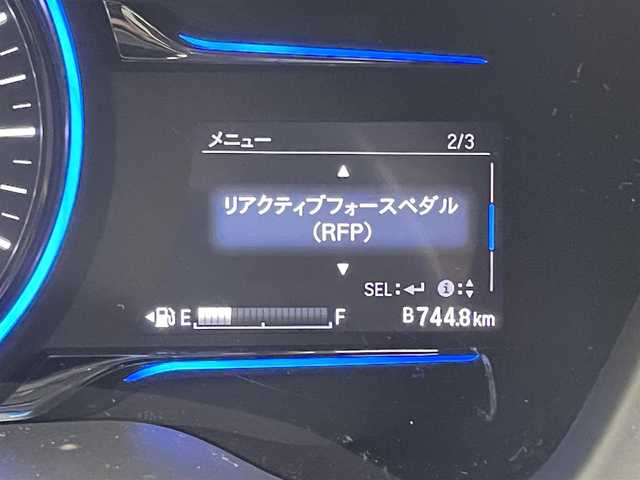 メニュー 2/3
リアクティブフォースペダル
(RFP)
SEL: i:
E F B 744.8 km